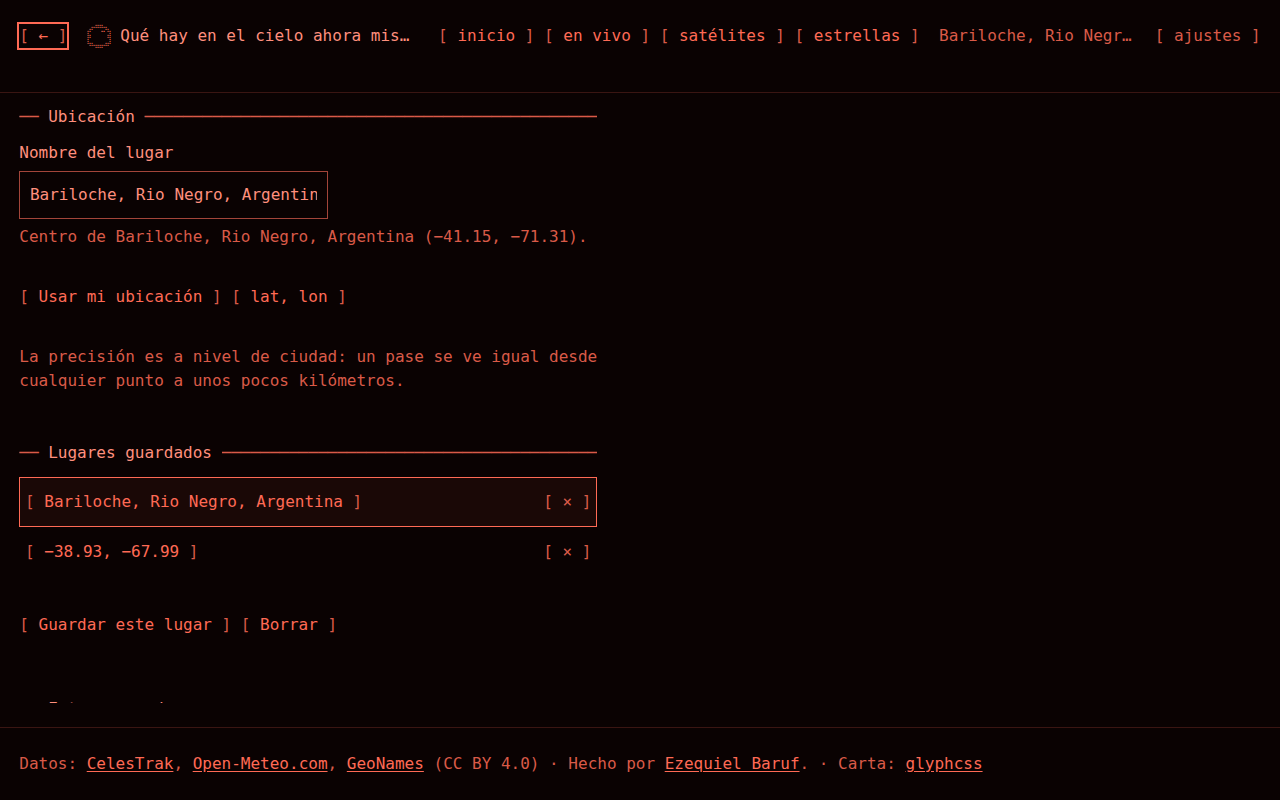 [ ← ] Qué hay en el cielo ahora mis… [ inicio ] [ en vivo ] [ satélites ] [ estrellas ] Bariloche, Rio Negr… [ ajustes ]
── Ubicación
Nombre del lugar
Bariloche, Rio Negro, Argentin
Centro de Bariloche, Rio Negro, Argentina (−41.15, −71.31).
[ Usar mi ubicación ] [ lat, lon ]
La precisión es a nivel de ciudad: un pase se ve igual desde
cualquier punto a unos pocos kilómetros.
── Lugares guardados
[ Bariloche, Rio Negro, Argentina ] [ × ]
[ −38.93, −67.99 ] [ × ]
[ Guardar este lugar ] [ Borrar ]
Datos: CelesTrak, Open-Meteo.com, GeoNames (CC BY 4.0) · Hecho por Ezequiel Baruf. · Carta: glyphcss